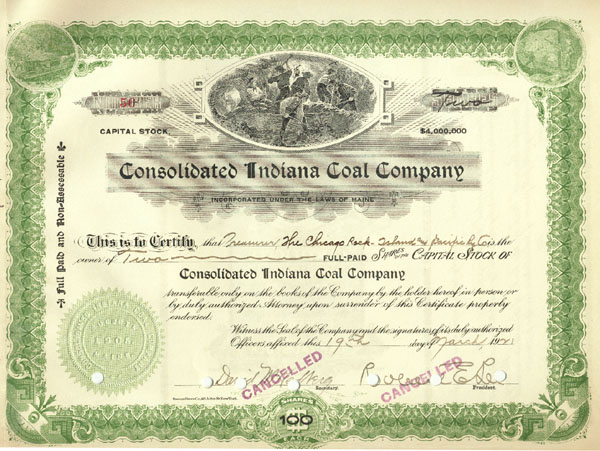 50
Two
CAPITAL STOCK,
$4,000,000
Consolidated Indiana Coal Company
INCORPORATED UNDER THE LAWS OF MAINE
Full Paid and Non-Assessable
This is to Certify that Treasurer The Chicago Rock Island & is the
owner of Two FULL-PAID SHARES OF THE CAPITAL STOCK OF
Consolidated Indiana Coal Company
transferable only on the books of the Company by the holder hereof in person or
by duly authorized Attorney upon surrender of this Certificate properly
endorsed.
Witness the Seal of the Company and the signatures of its duly authorized
Officers, affixed this 19th day of March
CANCELLED
CANCELLED
Secretary.
President.
SHARES
$100
EACH